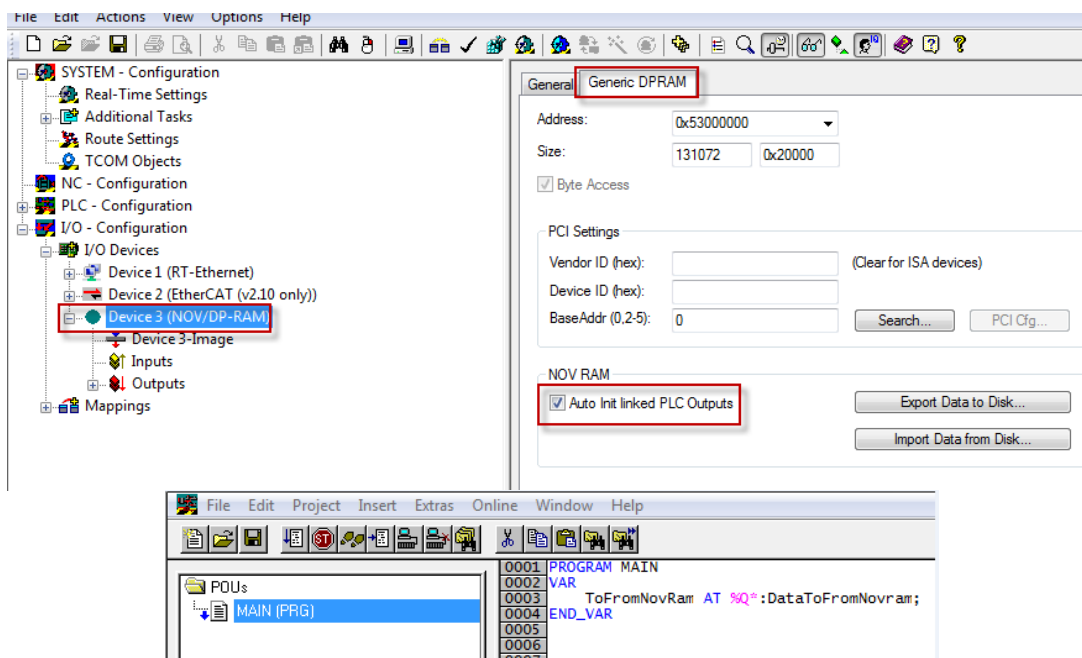 File Edit Actions View Options Help
SYSTEM - Configuration
Real-Time Settings
Additional Tasks
Route Settings
TCOM Objects
NC - Configuration
PLC - Configuration
I/O - Configuration
I/O Devices
Device 1 (RT-Ethernet)
Device 2 (EtherCAT (v2.10 only))
Device 3 (NOV/DP-RAM)
Device 3-Image
Inputs
Outputs
Mappings
General Generic DPRAM
Address: 0x53000000
Size: 131072 0x20000
Byte Access
PCI Settings
Vendor ID (hex): (Clear for ISA devices)
Device ID (hex):
BaseAddr (0,2-5): 0 Search... PCI Cfg...
NOV RAM
Auto Init linked PLC Outputs Export Data to Disk...
Import Data from Disk...
File Edit Project Insert Extras Online Window Help
POUs
MAIN (PRG)
0001 PROGRAM MAIN
0002 VAR
0003 ToFromNovRam AT %Q*:DataToFromNovram;
0004 END_VAR
0005
0006
0007